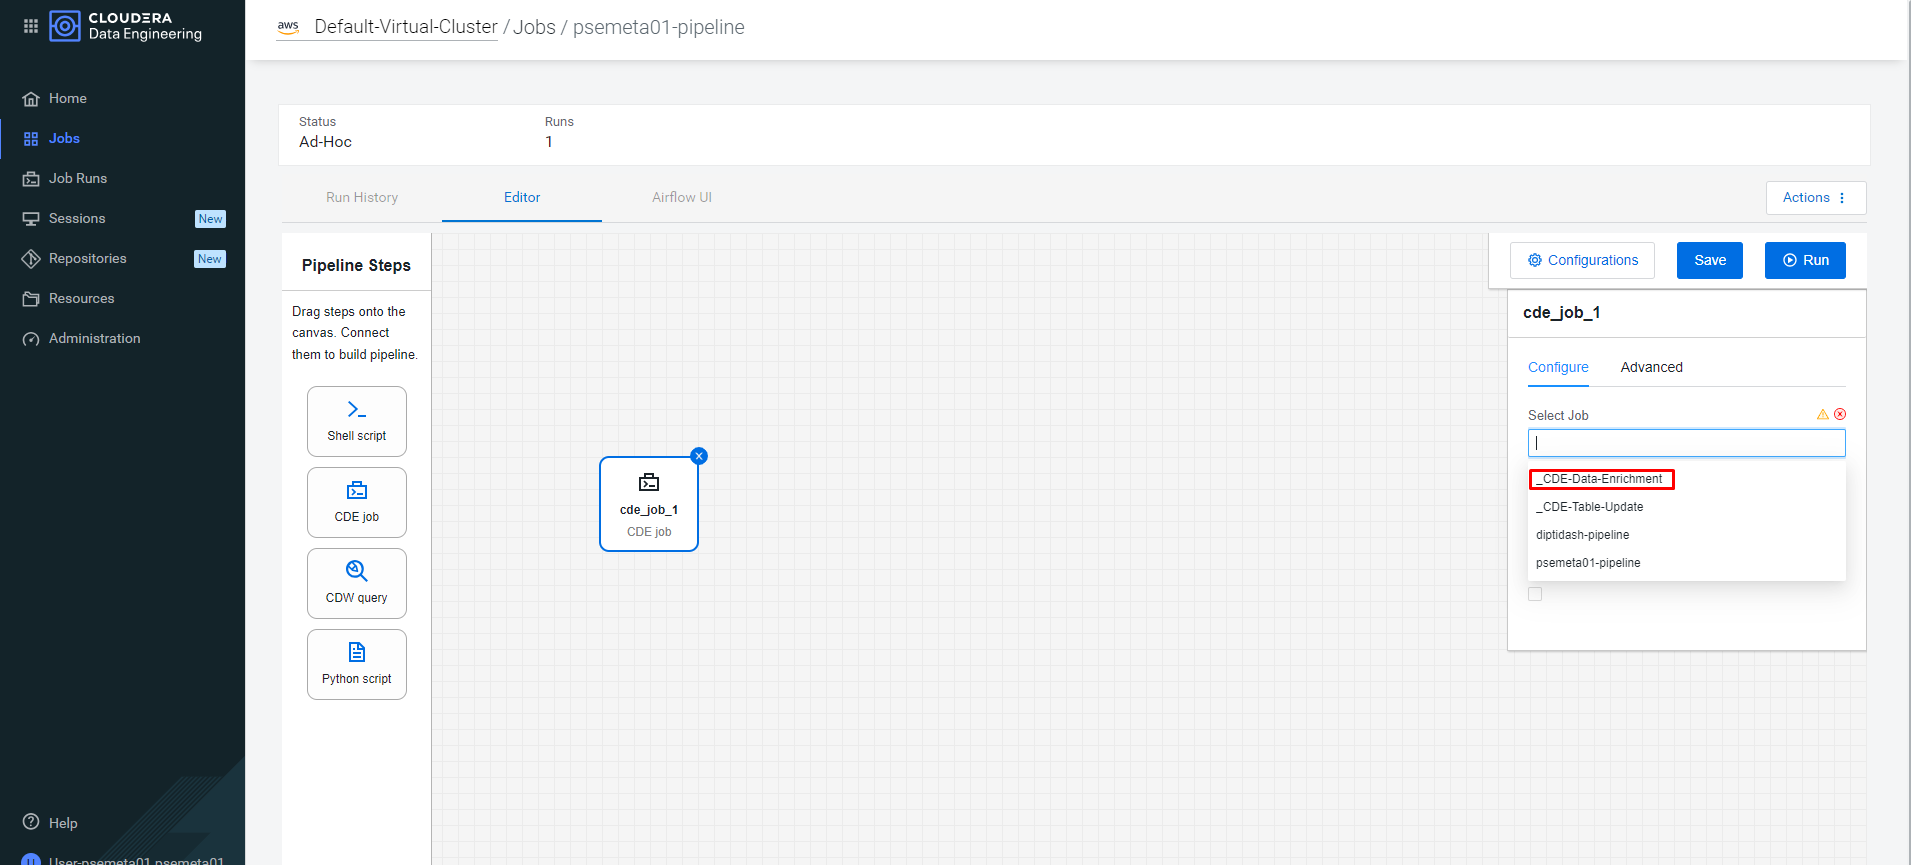 CLOUDERA
Data Engineering
Home
Jobs
Job Runs
Sessions
New
Repositories
New
Resources
Administration
Help
U
User-psemeta01 psemeta01
aws
Default-Virtual-Cluster / Jobs / psemeta01-pipeline
Status
Ad-Hoc
Runs
1
Run History
Editor
Airflow UI
Actions
Pipeline Steps
Drag steps onto the
canvas. Connect
them to build pipeline.
Shell script
CDE job
CDW query
Python script
cde_job_1
CDE job
Configurations
Save
Run
cde_job_1
Configure
Advanced
Select Job
_CDE-Data-Enrichment
_CDE-Table-Update
diptidash-pipeline
psemeta01-pipeline